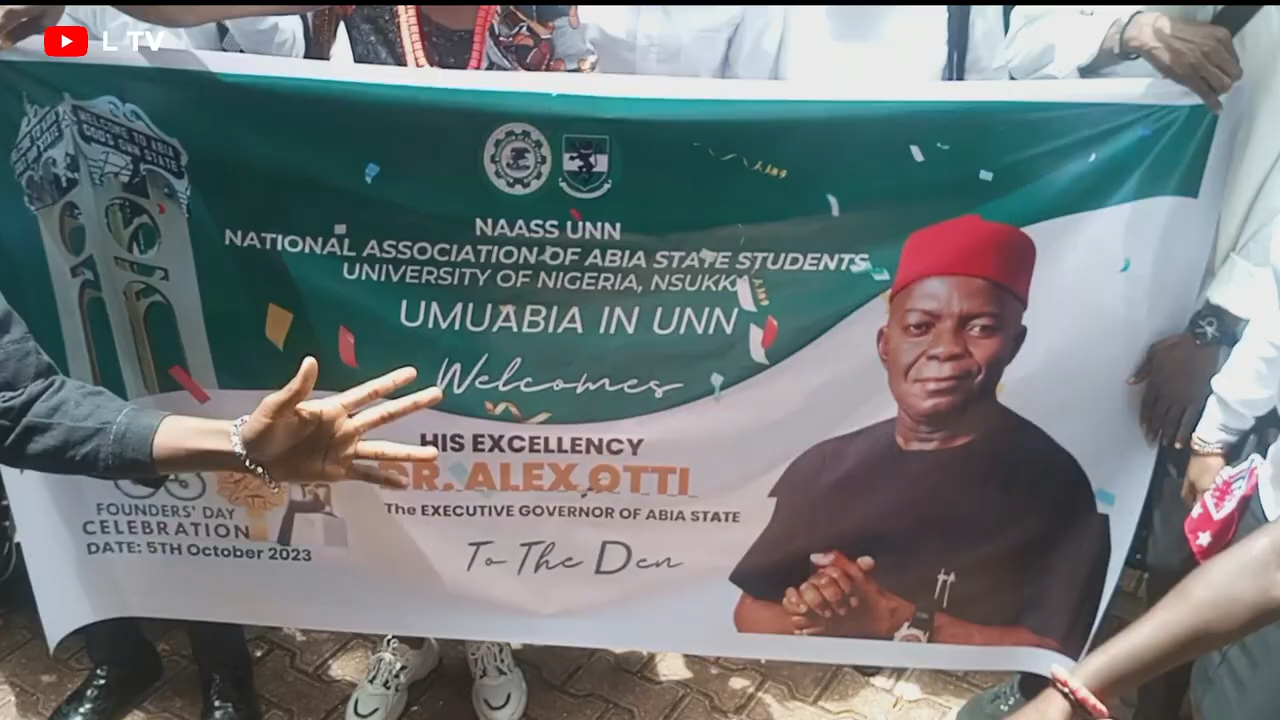 L TV
WELCOME TO ABIA
GOD'S OWN STATE
NAASS UNN
NATIONAL ASSOCIATION OF ABIA STATE STUDENTS
UNIVERSITY OF NIGERIA, NSUKKA
UMUABIA IN UNN
Welcomes
HIS EXCELLENCY
DR. ALEX OTTI
The EXECUTIVE GOVERNOR OF ABIA STATE
To The Den
FOUNDERS' DAY
CELEBRATION
DATE: 5TH October 2023